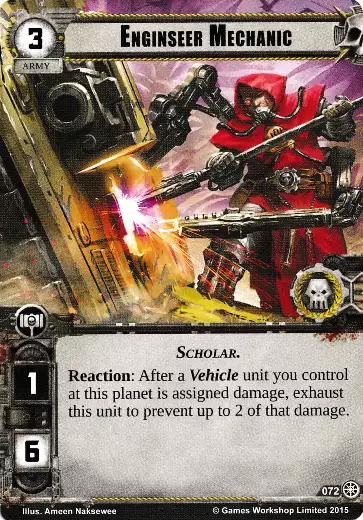 3
ENGINSEER MECHANIC
ARMY
SCHOLAR.
Reaction: After a Vehicle unit you control
at this planet is assigned damage, exhaust
this unit to prevent up to 2 of that damage.
1
6
072
Illus. Ameen Naksewee
© Games Workshop Limited 2015